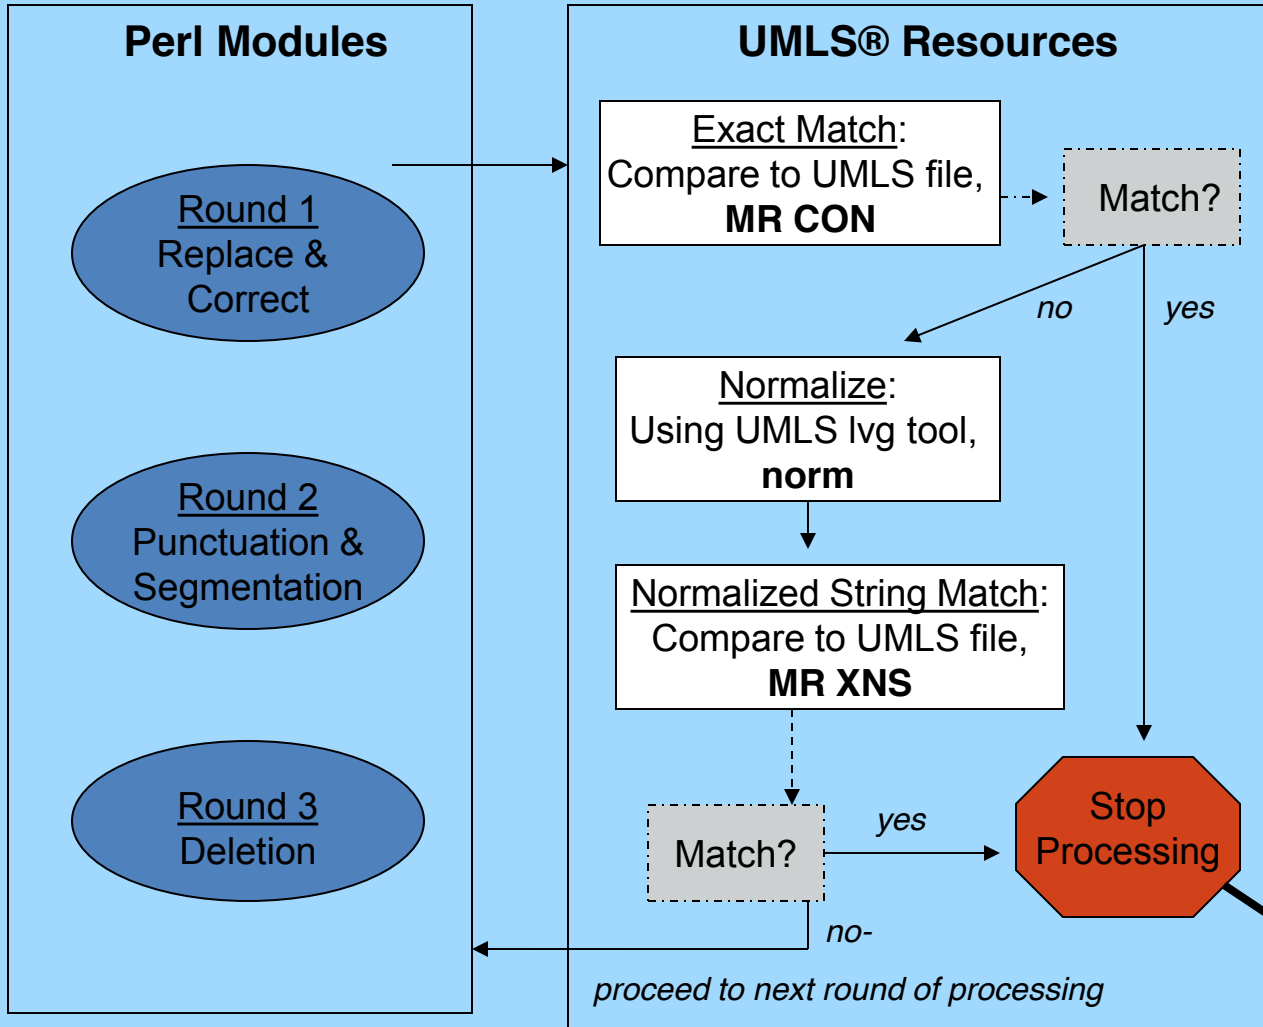 Perl Modules
Round 1
Replace &
Correct
Round 2
Punctuation &
Segmentation
Round 3
Deletion
UMLS® Resources
Exact Match:
Compare to UMLS file,
MR CON
Match?
no
yes
Normalize:
Using UMLS lvg tool,
norm
Normalized String Match:
Compare to UMLS file,
MR XNS
Match?
yes
Stop
Processing
no-
proceed to next round of processing